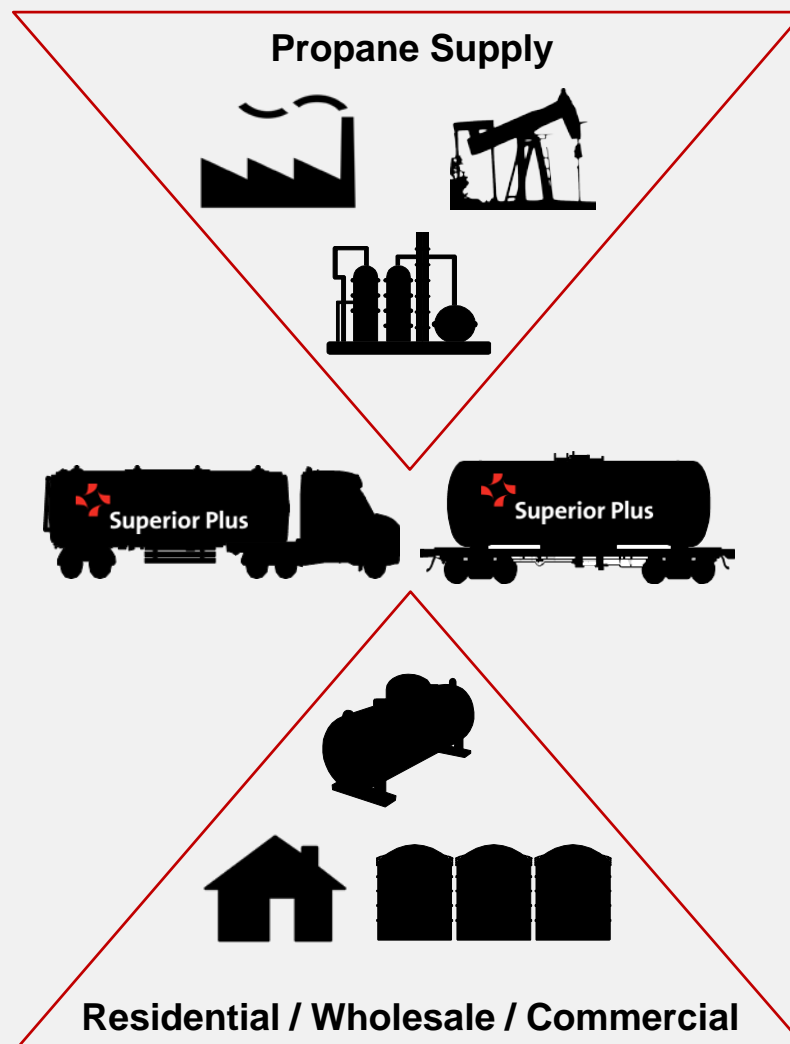 Propane Supply
Superior Plus
Superior Plus
Residential / Wholesale / Commercial